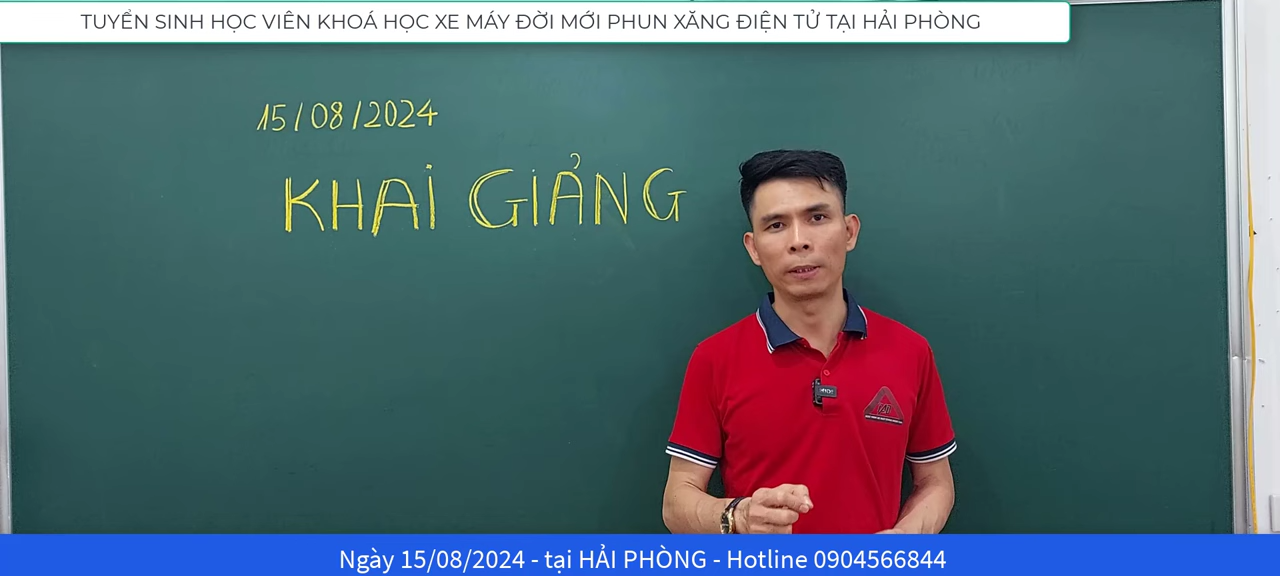 TUYỂN SINH HỌC VIÊN KHOÁ HỌC XE MÁY ĐỜI MỚI PHUN XĂNG ĐIỆN TỬ TẠI HẢI PHÒNG
15/08/2024
KHAI GIẢNG
Ngày 15/08/2024 - tại HẢI PHÒNG - Hotline 0904566844